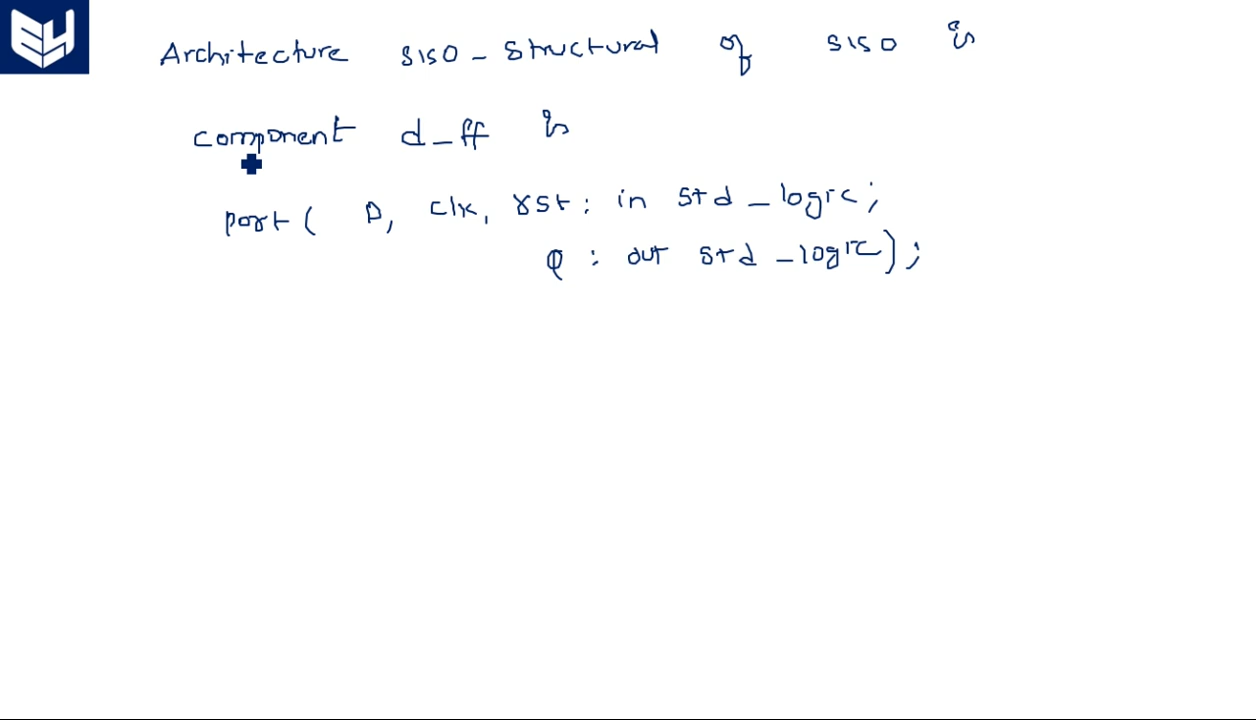 Architecture siso_structural of siso is
component d_ff is
port( D, clk, rst: in std_logic;
Q : out std_logic);